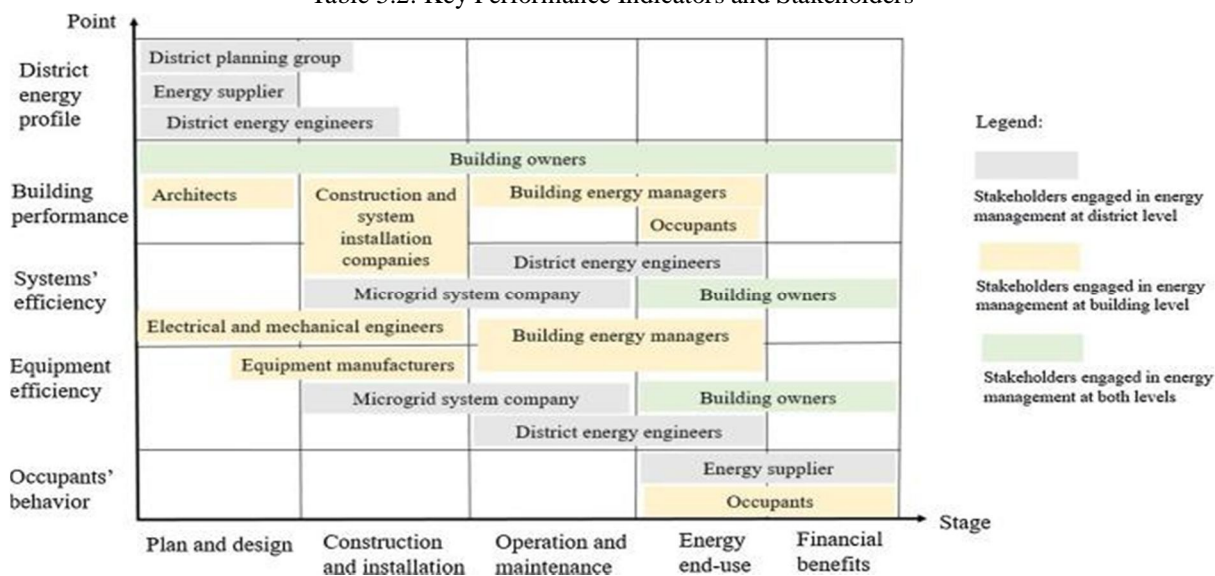 Table 3.2: Key Performance Indicators and Stakeholders
Point
District
energy
profile
District planning group
Energy supplier
District energy engineers
Building
performance
Building owners
Architects
Construction and
system
installation
companies
Building energy managers
Occupants
Systems'
efficiency
District energy engineers
Microgrid system company
Building owners
Electrical and mechanical engineers
Building energy managers
Equipment
efficiency
Equipment manufacturers
Microgrid system company
Building owners
District energy engineers
Occupants'
behavior
Energy supplier
Occupants
Stage
Plan and design
Construction
and installation
Operation and
maintenance
Energy
end-use
Financial
benefits
Legend:
Stakeholders engaged in energy
management at district level
Stakeholders engaged in energy
management at building level
Stakeholders engaged in energy
management at both levels